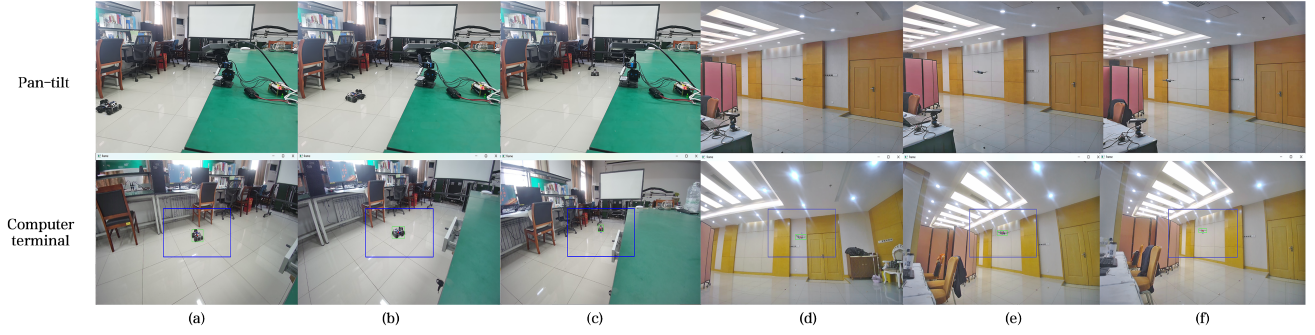 Pan-tilt
Computer
terminal
(a)
(b)
(c)
(d)
(e)
(f)